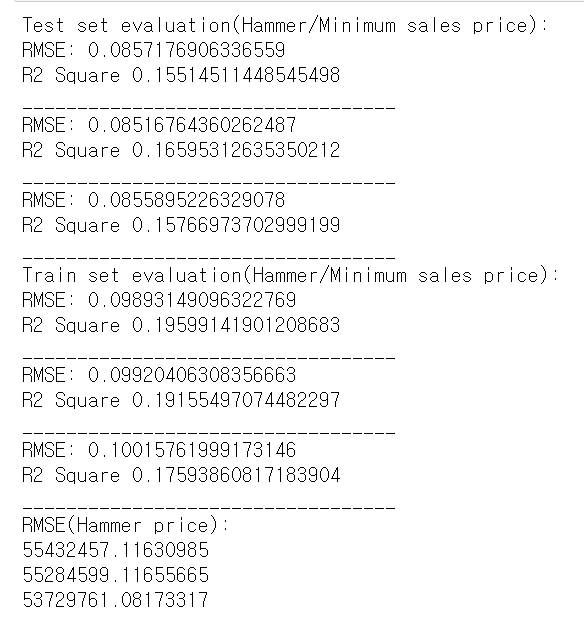 Test set evaluation(Hammer/Minimum sales price):
RMSE: 0.0857176906336559
R2 Square 0.15514511448545498
__________________________________
RMSE: 0.08516764360262487
R2 Square 0.16595312635350212
__________________________________
RMSE: 0.0855895226329078
R2 Square 0.15766973702999199
__________________________________
Train set evaluation(Hammer/Minimum sales price):
RMSE: 0.09893149096322769
R2 Square 0.19599141901208683
__________________________________
RMSE: 0.09920406308356663
R2 Square 0.19155497074482297
__________________________________
RMSE: 0.10015761999173146
R2 Square 0.17593860817183904
__________________________________
RMSE(Hammer price):
55432457.11630985
55284599.11655665
53729761.08173317